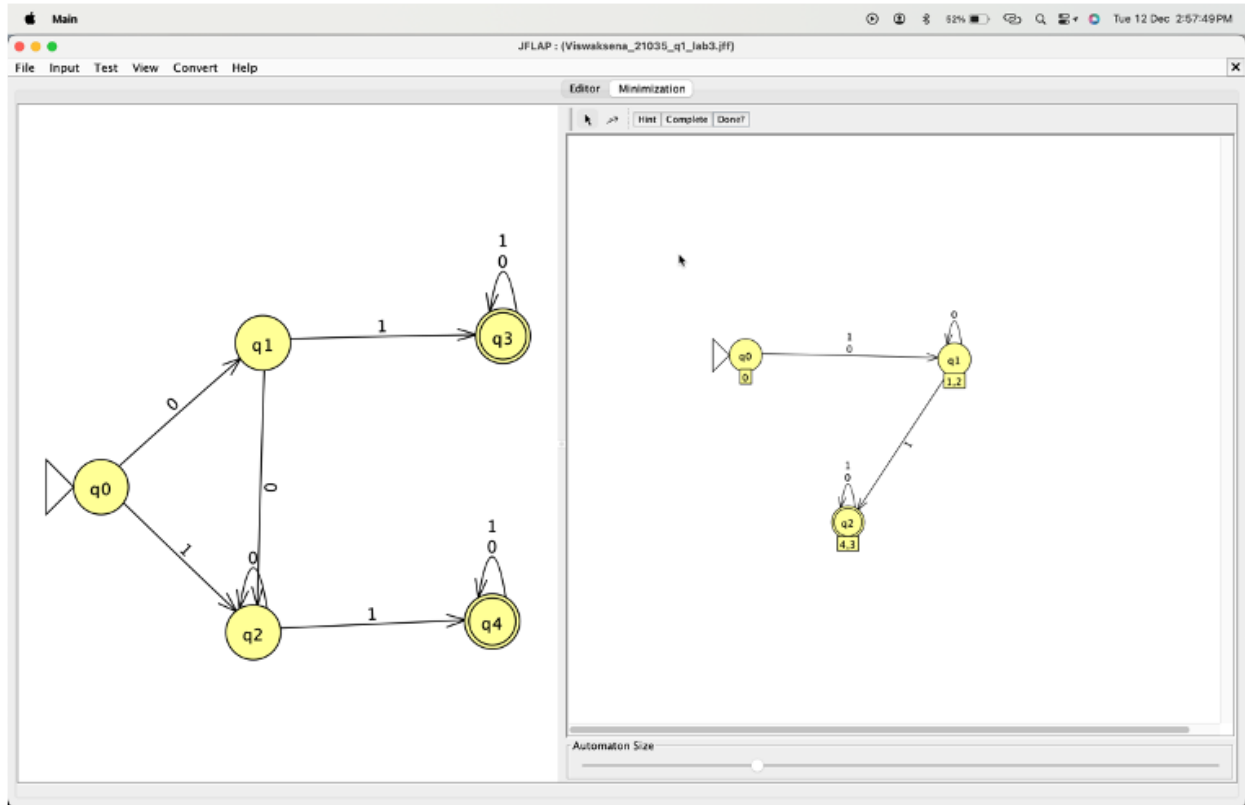 Main
52%
Tue 12 Dec 2:57:49 PM
JFLAP : (Viswaksena_21035_q1_lab3.jff)
File Input Test View Convert Help
Editor Minimization
Hint Complete Done?
1
0
q1
1
q3
0
0
q0
1
0
q2
1
1
0
q4
q0
0
1
0
0
q1
1,2
1
1
0
q2
4,3
Automaton Size